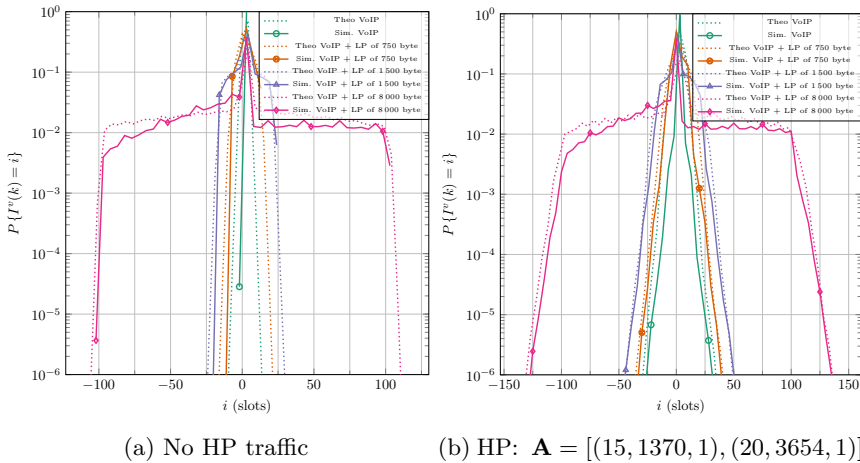 10^0
10^−1
10^−2
10^−3
10^−4
10^−5
10^−6
P {I^v(k) = i}
−100 −50 0 50 100
i (slots)
Theo VoIP
Sim. VoIP
Theo VoIP + LP of 750 byte
Sim. VoIP + LP of 750 byte
Theo VoIP + LP of 1 500 byte
Sim. VoIP + LP of 1 500 byte
Theo VoIP + LP of 8 000 byte
Sim. VoIP + LP of 8 000 byte
(a) No HP traffic
10^0
10^−1
10^−2
10^−3
10^−4
10^−5
10^−6
P {I^v(k) = i}
−150 −100 −50 0 50 100 150
i (slots)
Theo VoIP
Sim. VoIP
Theo VoIP + LP of 750 byte
Sim. VoIP + LP of 750 byte
Theo VoIP + LP of 1 500 byte
Sim. VoIP + LP of 1 500 byte
Theo VoIP + LP of 8 000 byte
Sim. VoIP + LP of 8 000 byte
(b) HP: A = [(15, 1370, 1), (20, 3654, 1)]